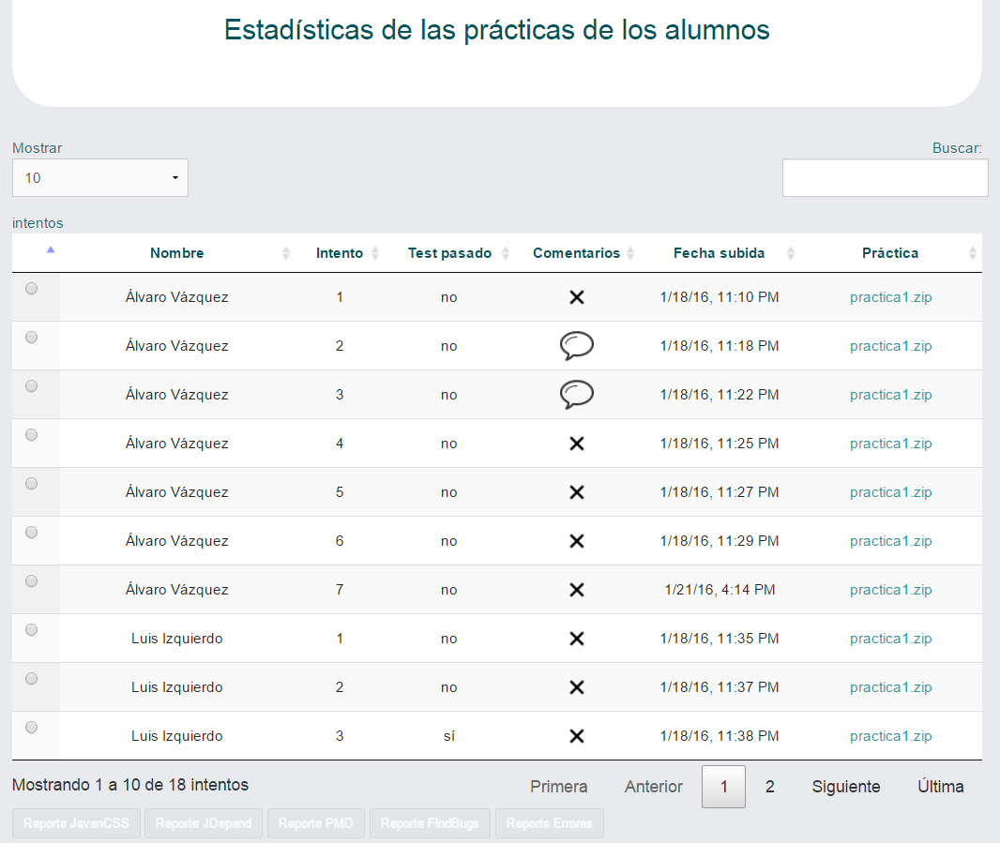 Estadísticas de las prácticas de los alumnos
Mostrar
Buscar:
10
intentos
Nombre Intento Test pasado Comentarios Fecha subida Práctica
Álvaro Vázquez 1 no 1/18/16, 11:10 PM practica1.zip
Álvaro Vázquez 2 no 1/18/16, 11:18 PM practica1.zip
Álvaro Vázquez 3 no 1/18/16, 11:22 PM practica1.zip
Álvaro Vázquez 4 no 1/18/16, 11:25 PM practica1.zip
Álvaro Vázquez 5 no 1/18/16, 11:27 PM practica1.zip
Álvaro Vázquez 6 no 1/18/16, 11:29 PM practica1.zip
Álvaro Vázquez 7 no 1/21/16, 4:14 PM practica1.zip
Luis Izquierdo 1 no 1/18/16, 11:35 PM practica1.zip
Luis Izquierdo 2 no 1/18/16, 11:37 PM practica1.zip
Luis Izquierdo 3 sí 1/18/16, 11:38 PM practica1.zip
Mostrando 1 a 10 de 18 intentos Primera Anterior 1 2 Siguiente Última
Reporte JavanCSS Reporte JDepend Reporte PMD Reporte FindBugs Reporte Errores